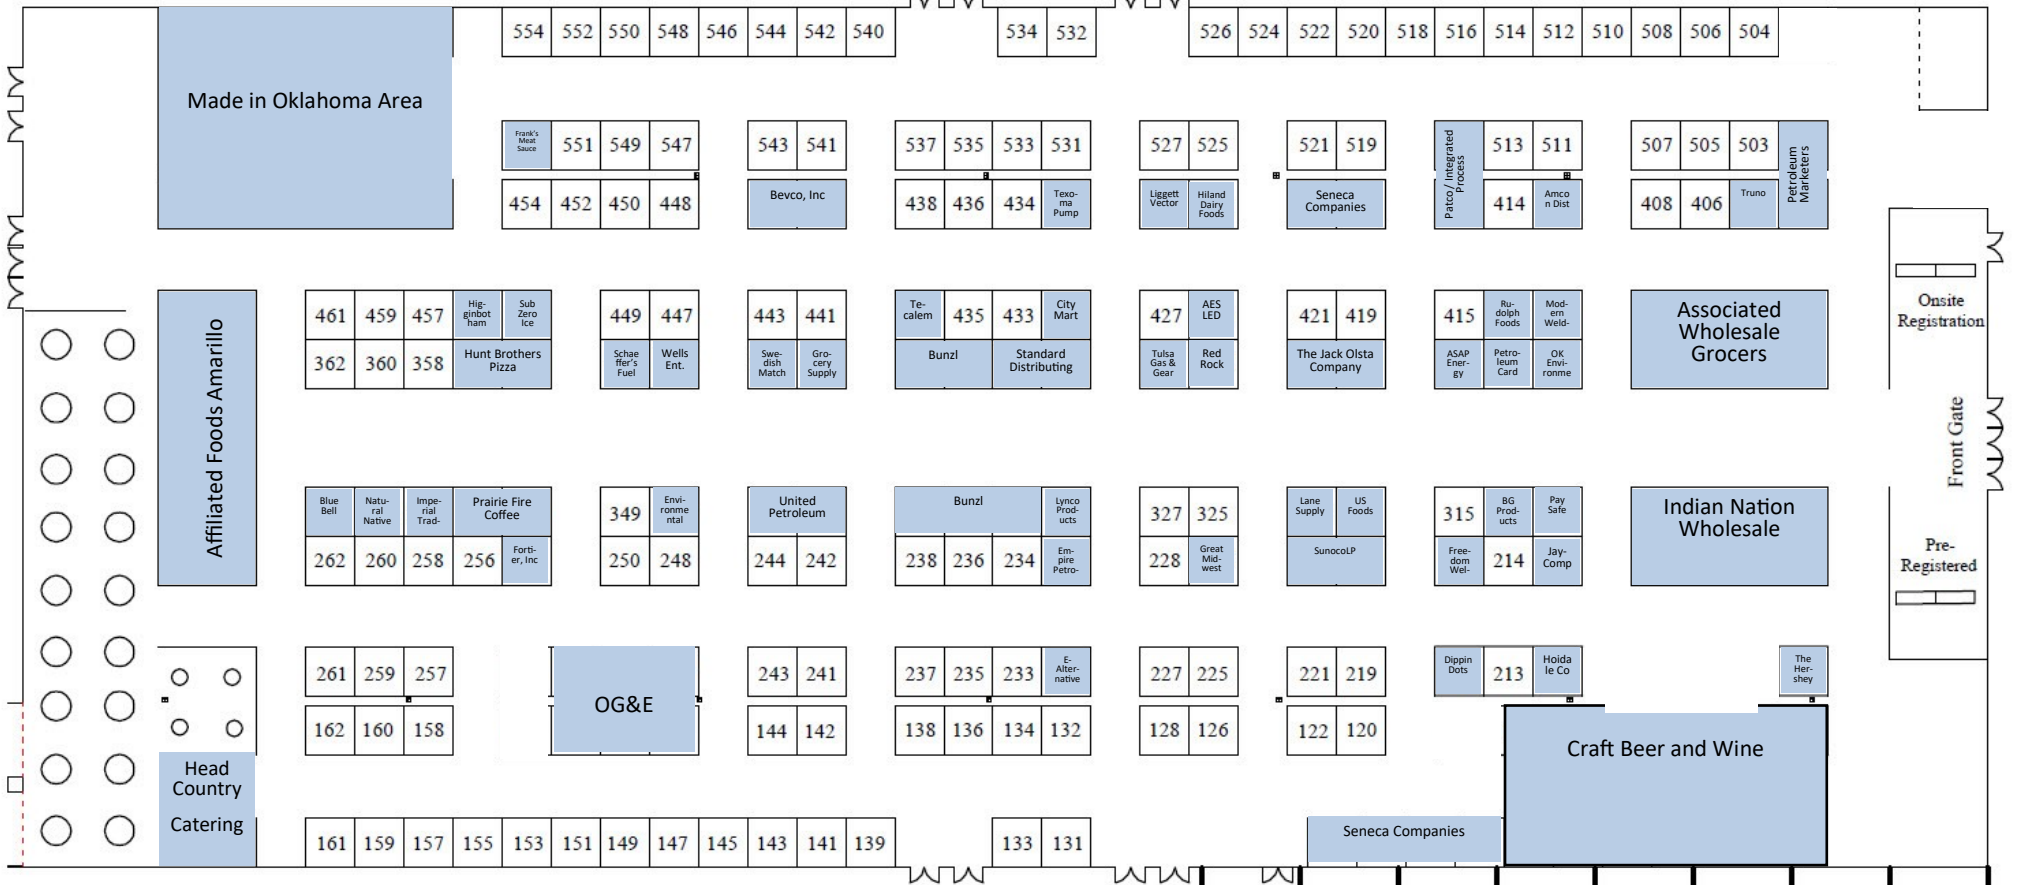 554 552 550 548 546 544 542 540 534 532 526 524 522 520 518 516 514 512 510 508 506 504
Made in Oklahoma Area
Frank's
Meat
Sauce
551 549 547 543 541 537 535 533 531 527 525 521 519
Patco / Integrated
Process
513 511 507 505 503
Petroleum
Marketers
454 452 450 448
Bevco, Inc
438 436 434
Texo-
ma
Pump
Liggett
Vector
Hiland
Dairy
Foods
Seneca
Companies
414
Amco
n Dist
408 406
Truno
Affiliated Foods Amarillo
461 459 457
Hig-
ginbot
ham
Sub
Zero
Ice
449 447 443 441
Te-
calem
435 433
City
Mart
427
AES
LED
421 419 415
Ru-
dolph
Foods
Mod-
ern
Weld-
Associated
Wholesale
Grocers
Onsite
Registration
362 360 358
Hunt Brothers
Pizza
Schae
ffer's
Fuel
Wells
Ent.
Swe-
dish
Match
Gro-
cery
Supply
Bunzl
Standard
Distributing
Tulsa
Gas &
Gear
Red
Rock
The Jack Olsta
Company
ASAP
Ener-
gy
Petro-
leum
Card
OK
Envi-
ronme
Front Gate
Blue
Bell
Natu-
ral
Native
Impe-
rial
Trad-
Prairie Fire
Coffee
349
Envi-
ronme
ntal
United
Petroleum
Bunzl
Lynco
Prod-
ucts
327 325
Lane
Supply
US
Foods
315
BG
Prod-
ucts
Pay
Safe
Indian Nation
Wholesale
262 260 258 256
Forti-
er, Inc
250 248 244 242 238 236 234
Em-
pire
Petro-
228
Great
Mid-
west
SunocoLP
Free-
dom
Wel-
214
Jay-
Comp
Pre-
Registered
261 259 257
OG&E
243 241 237 235 233
E-
Alter-
native
227 225 221 219
Dippin
Dots
213
Hoida
le Co
The
Her-
shey
162 160 158 144 142 138 136 134 132 128 126 122 120
Craft Beer and Wine
Head
Country
Catering
161 159 157 155 153 151 149 147 145 143 141 139 133 131
Seneca Companies